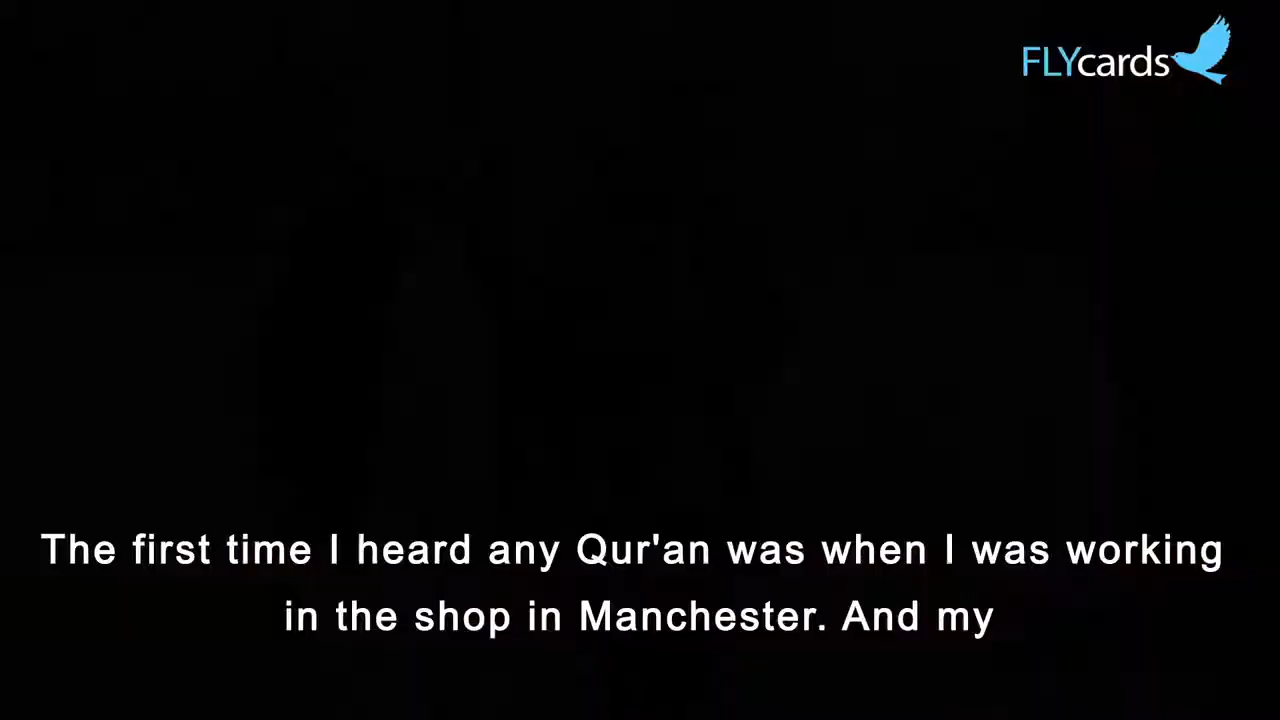 FLYcards
The first time I heard any Qur'an was when I was working
in the shop in Manchester. And my